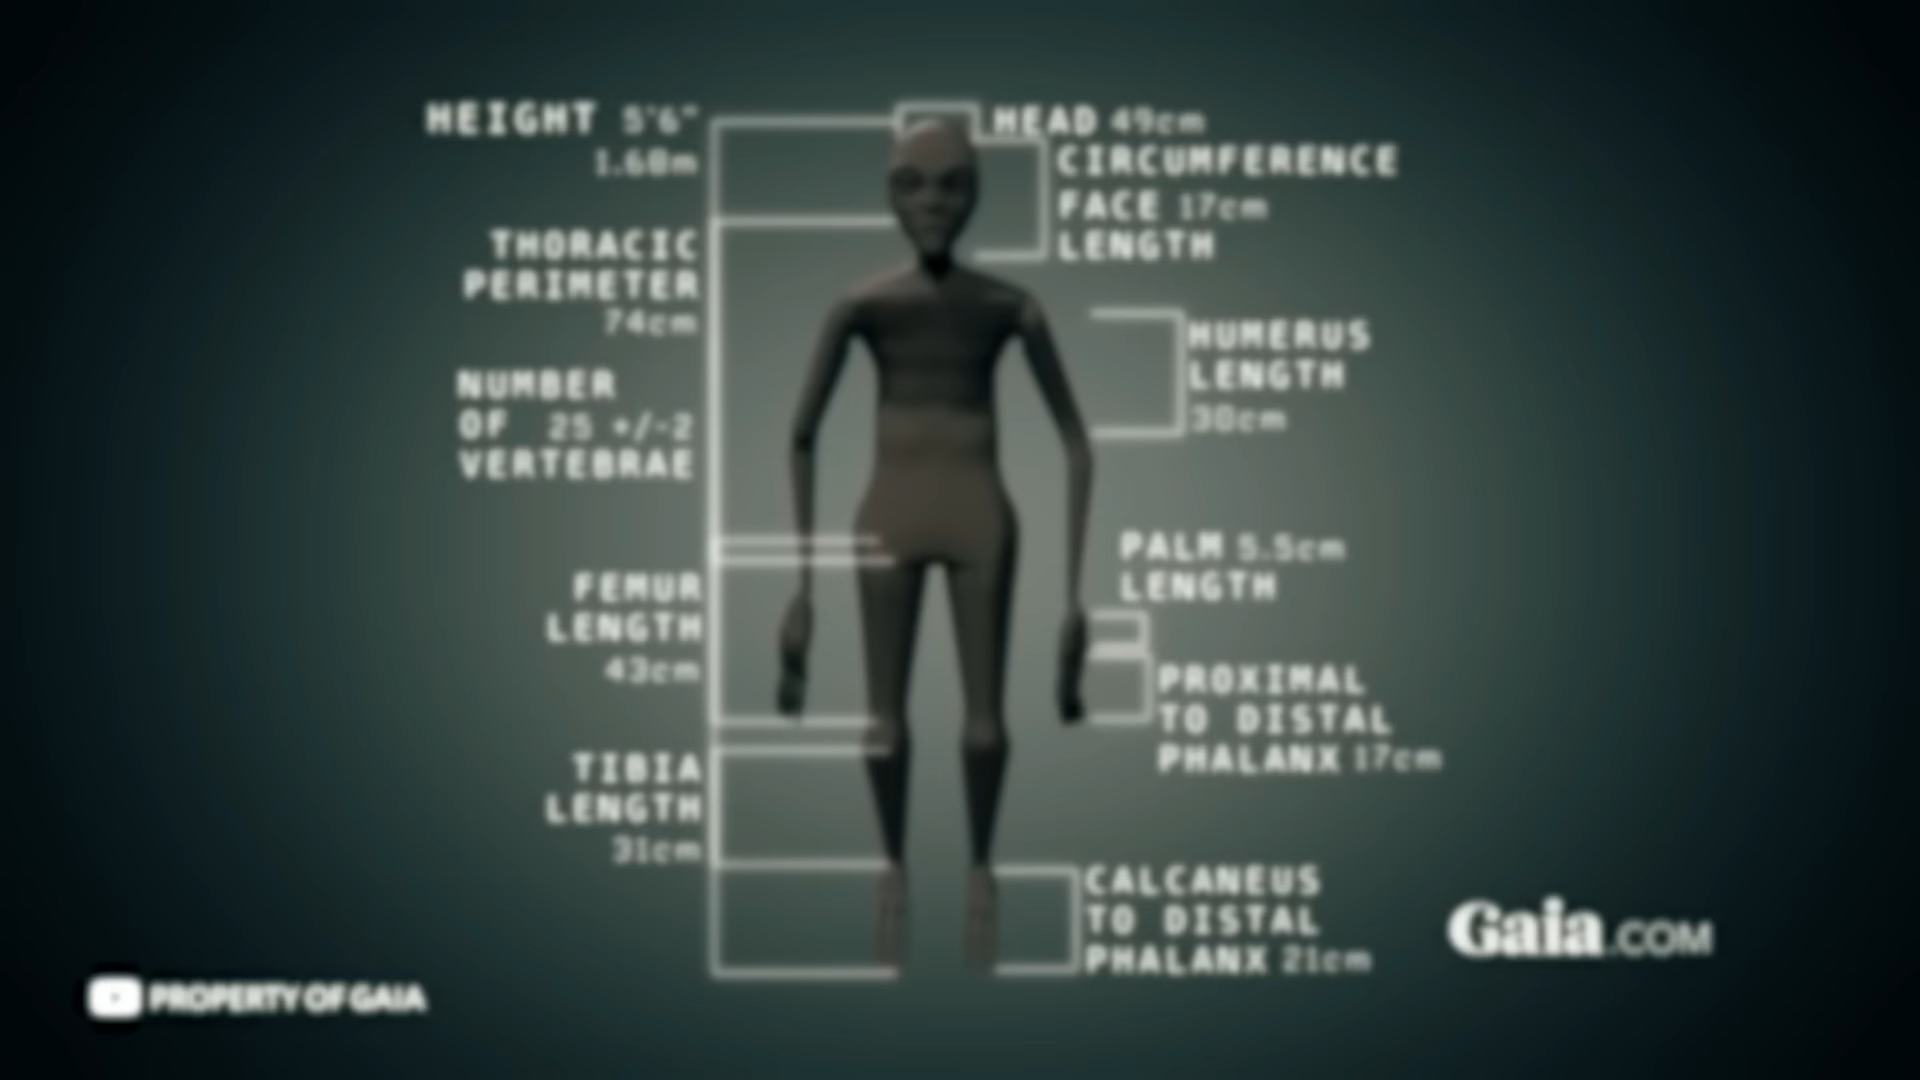 HEIGHT 5'6"
1.68m
THORACIC
PERIMETER
74cm
NUMBER
OF 25 +/-2
VERTEBRAE
FEMUR
LENGTH
43cm
TIBIA
LENGTH
31cm
HEAD 49cm
CIRCUMFERENCE
FACE 17cm
LENGTH
HUMERUS
LENGTH
30cm
PALM 5.5cm
LENGTH
PROXIMAL
TO DISTAL
PHALANX 17cm
CALCANEUS
TO DISTAL
PHALANX 21cm
Gaia.COM
PROPERTY OF GAIA